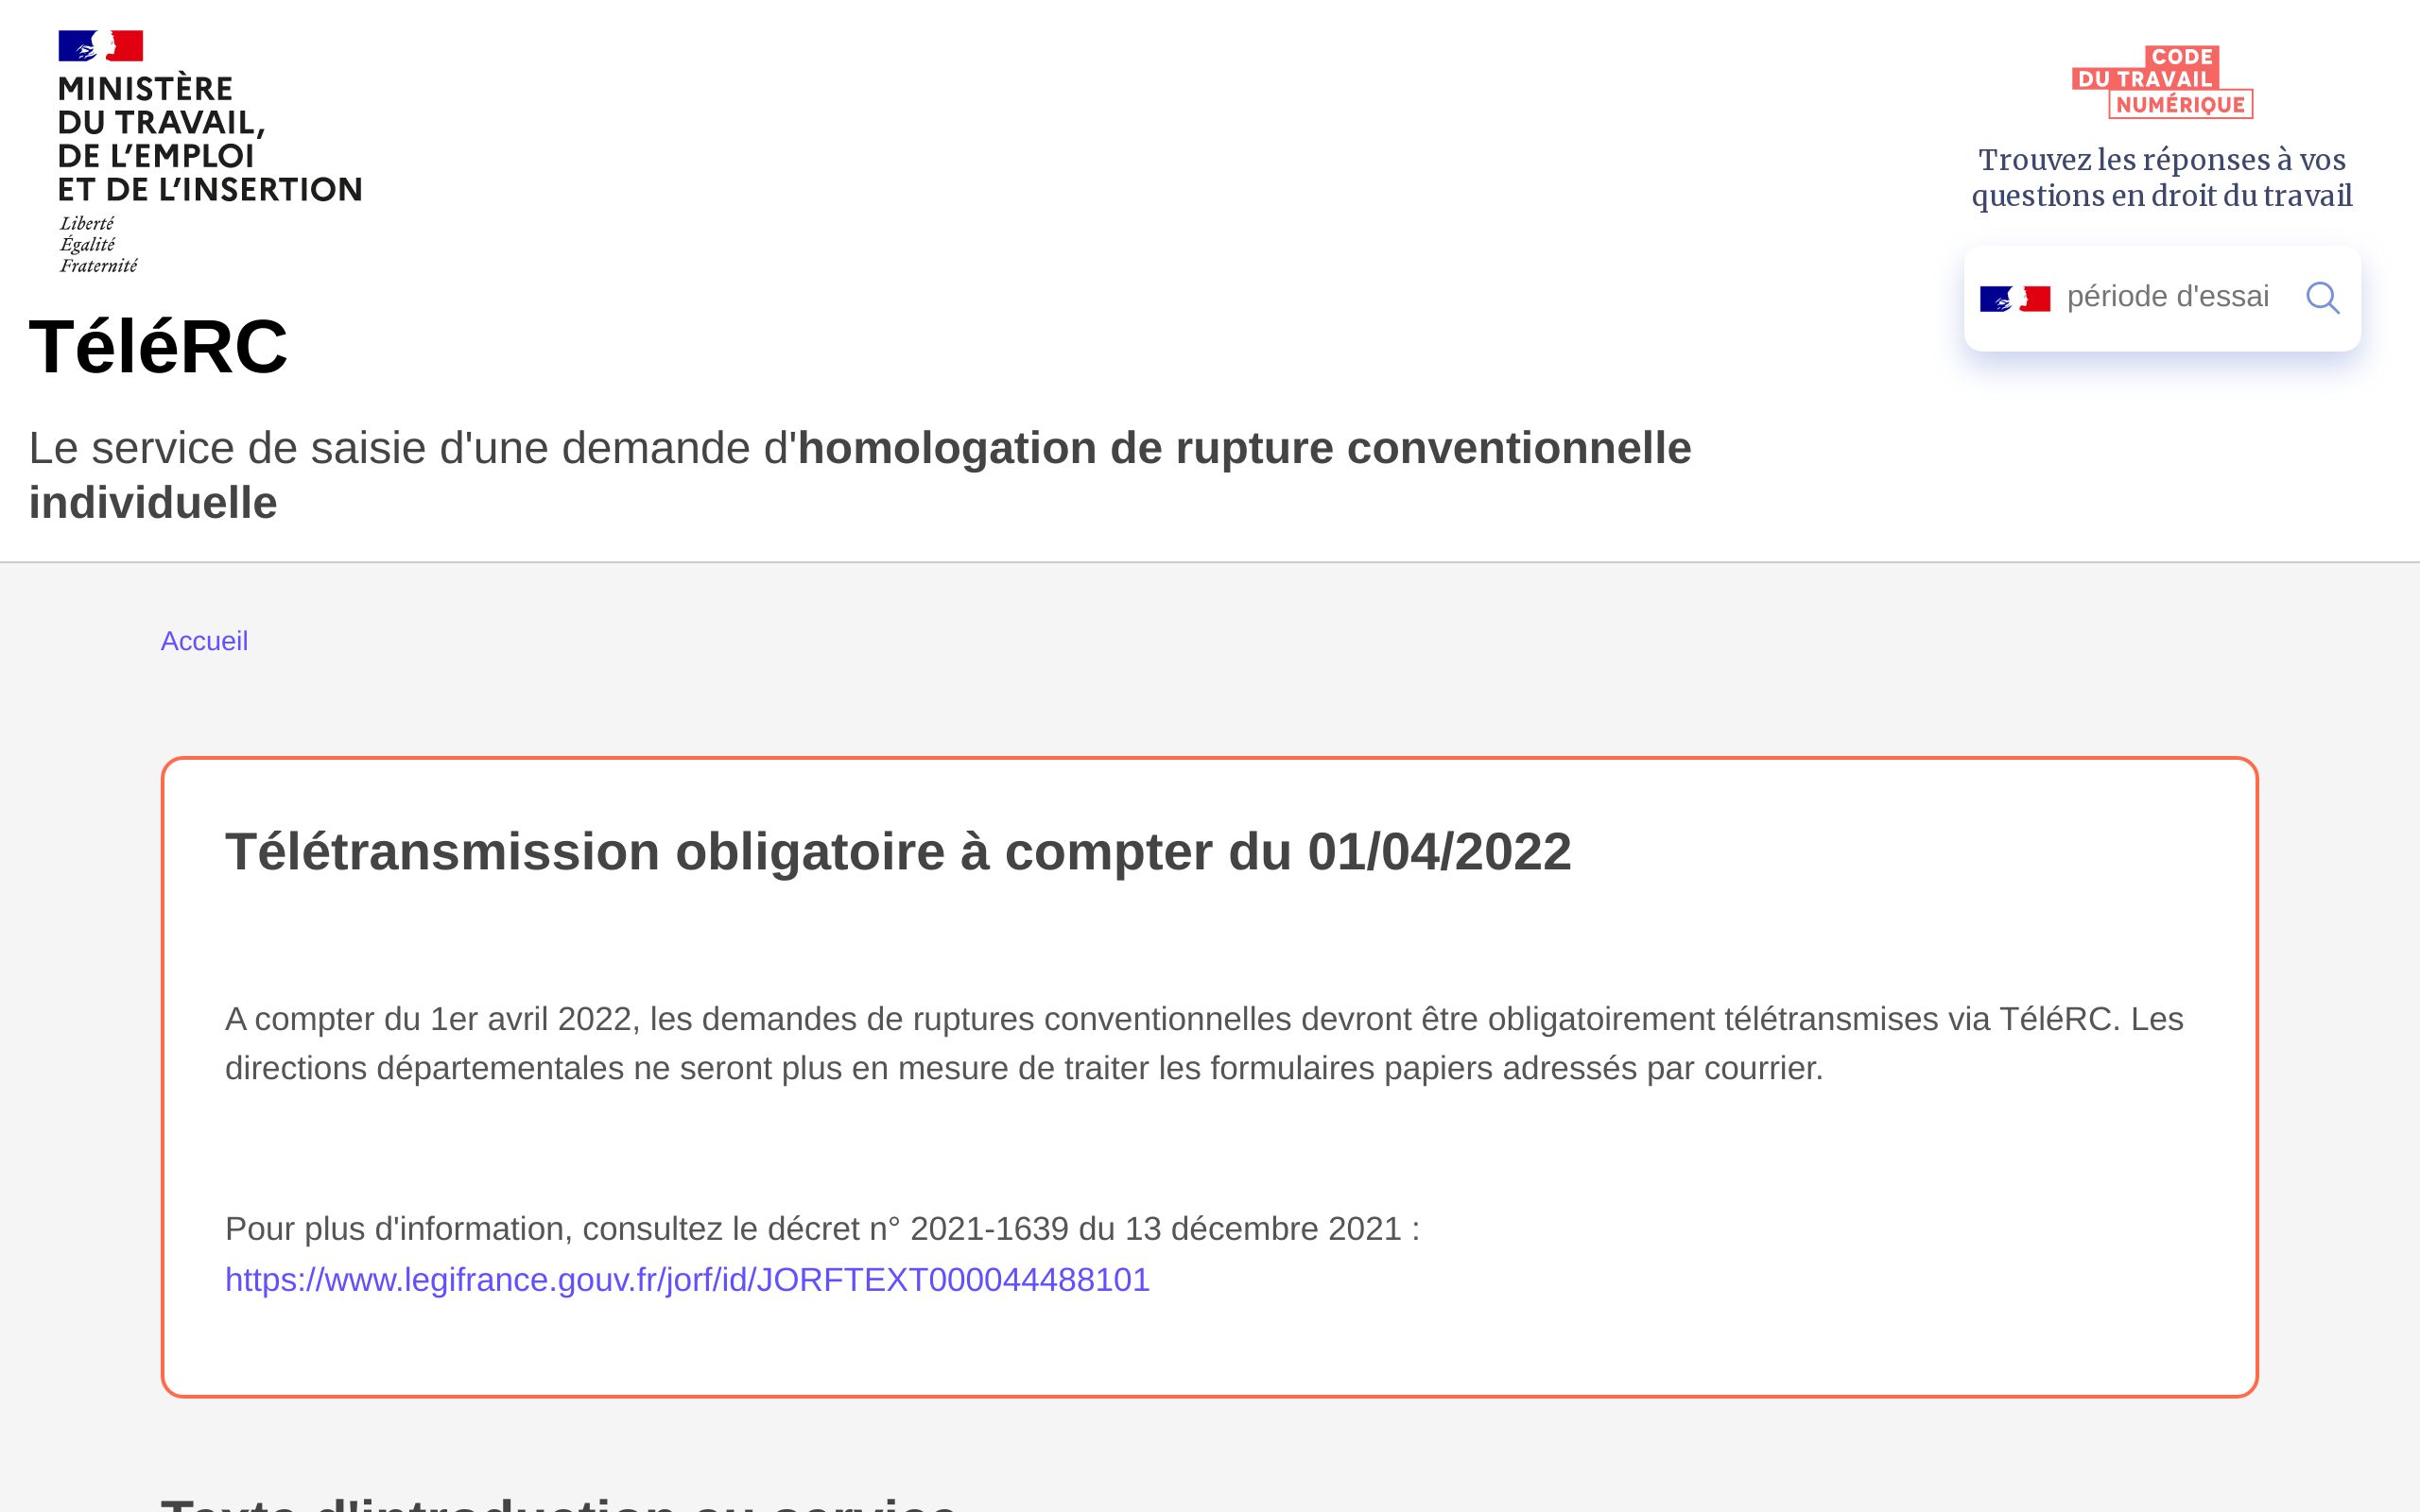 MINISTÈRE
DU TRAVAIL,
DE L'EMPLOI
ET DE L'INSERTION
Liberté
Égalité
Fraternité
CODE
DU TRAVAIL
NUMÉRIQUE
Trouvez les réponses à vos
questions en droit du travail
période d'essai
TéléRC
Le service de saisie d'une demande d'homologation de rupture conventionnelle
individuelle
Accueil
Télétransmission obligatoire à compter du 01/04/2022
A compter du 1er avril 2022, les demandes de ruptures conventionnelles devront être obligatoirement télétransmises via TéléRC. Les
directions départementales ne seront plus en mesure de traiter les formulaires papiers adressés par courrier.
Pour plus d'information, consultez le décret n° 2021-1639 du 13 décembre 2021 :
https://www.legifrance.gouv.fr/jorf/id/JORFTEXT000044488101
Texte d'introduction au service